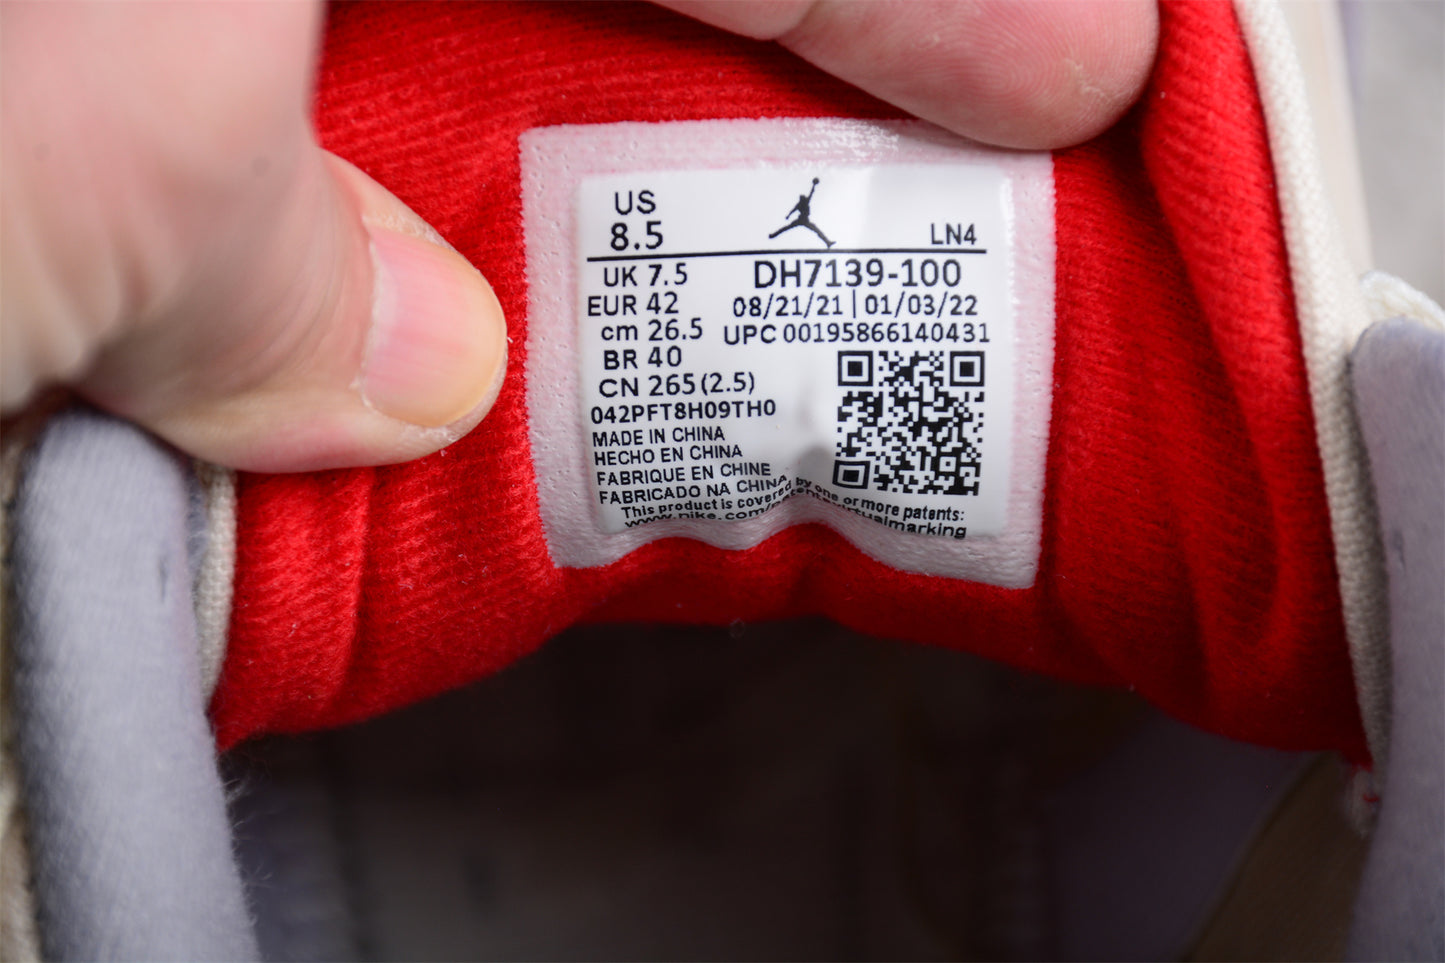 US
8.5 LN4
UK 7.5 DH7139-100
EUR 42 08/21/21 | 01/03/22
cm 26.5 UPC 00195866140431
BR 40
CN 265(2.5)
042PFT8H09TH0
MADE IN CHINA
HECHO EN CHINA
FABRIQUE EN CHINE
FABRICADO NA CHINA
This product is covered by one or more patents:
www.nike.com/patentsvirtualmarking